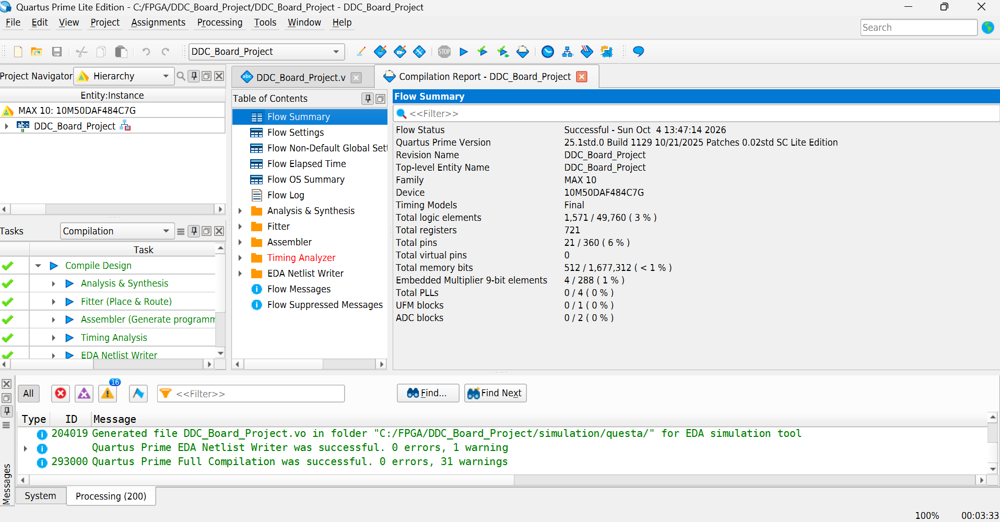 Quartus Prime Lite Edition - C:/FPGA/DDC_Board_Project/DDC_Board_Project - DDC_Board_Project
File Edit View Project Assignments Processing Tools Window Help
Search
DDC_Board_Project
STOP
Project Navigator Hierarchy
Entity:Instance
MAX 10: 10M50DAF484C7G
abc DDC_Board_Project
Tasks Compilation
Task
Compile Design
Analysis & Synthesis
Fitter (Place & Route)
Assembler (Generate programm
Timing Analysis
EDA Netlist Writer
abc DDC_Board_Project.v
Compilation Report - DDC_Board_Project
Table of Contents
Flow Summary
Flow Settings
Flow Non-Default Global Sett
Flow Elapsed Time
Flow OS Summary
Flow Log
Analysis & Synthesis
Fitter
Assembler
Timing Analyzer
EDA Netlist Writer
Flow Messages
Flow Suppressed Messages
Flow Summary
<<Filter>>
Flow Status Successful - Sun Oct 4 13:47:14 2026
Quartus Prime Version 25.1std.0 Build 1129 10/21/2025 Patches 0.02std SC Lite Edition
Revision Name DDC_Board_Project
Top-level Entity Name DDC_Board_Project
Family MAX 10
Device 10M50DAF484C7G
Timing Models Final
Total logic elements 1,571 / 49,760 ( 3 % )
Total registers 721
Total pins 21 / 360 ( 6 % )
Total virtual pins 0
Total memory bits 512 / 1,677,312 ( < 1 % )
Embedded Multiplier 9-bit elements 4 / 288 ( 1 % )
Total PLLs 0 / 4 ( 0 % )
UFM blocks 0 / 1 ( 0 % )
ADC blocks 0 / 2 ( 0 % )
All 16 <<Filter>> Find... Find Next
Type ID Message
204019 Generated file DDC_Board_Project.vo in folder "C:/FPGA/DDC_Board_Project/simulation/questa/" for EDA simulation tool
Quartus Prime EDA Netlist Writer was successful. 0 errors, 1 warning
293000 Quartus Prime Full Compilation was successful. 0 errors, 31 warnings
Messages
System Processing (200)
100% 00:03:33